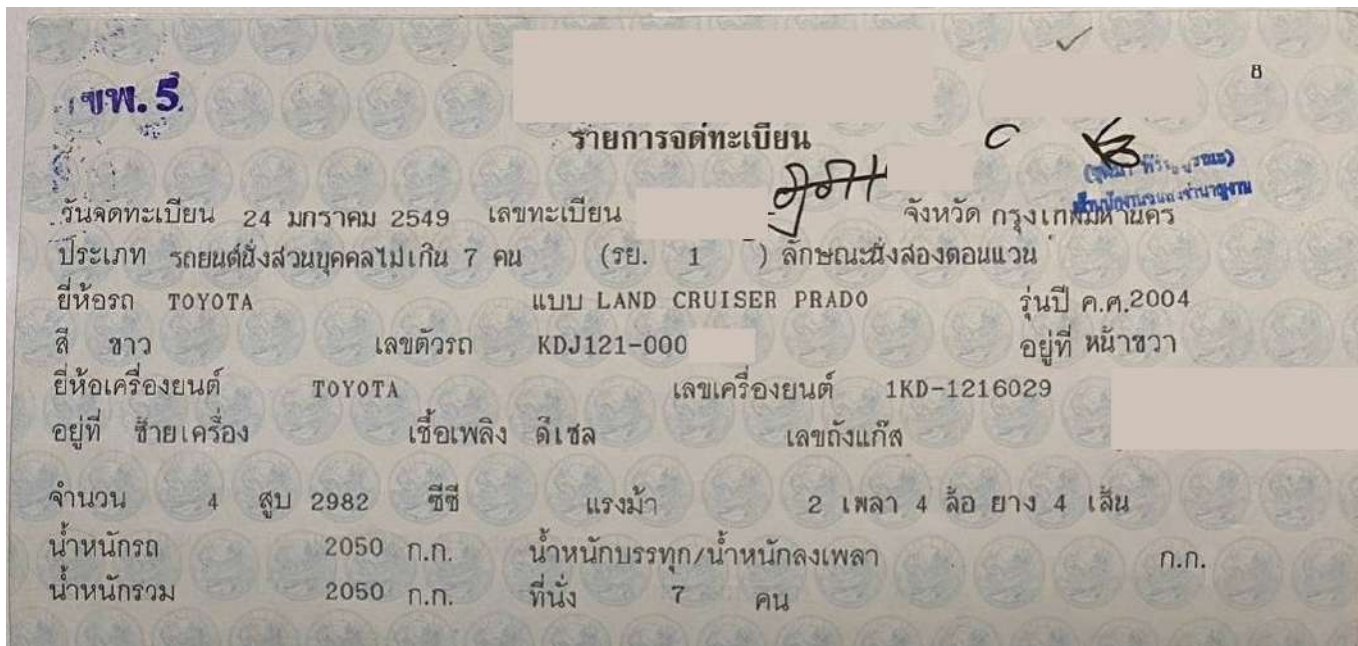 ขพ. 5
8
รายการจดทะเบียน
วันจดทะเบียน 24 มกราคม 2549 เลขทะเบียน จังหวัด กรุงเทพมหานคร
ประเภท รถยนต์นั่งส่วนบุคคลไม่เกิน 7 คน (รย. 1 ) ลักษณะนั่งสองตอนแวน
ยี่ห้อรถ TOYOTA แบบ LAND CRUISER PRADO รุ่นปี ค.ศ.2004
สี ขาว เลขตัวรถ KDJ121-000 อยู่ที่ หน้าขวา
ยี่ห้อเครื่องยนต์ TOYOTA เลขเครื่องยนต์ 1KD-1216029
อยู่ที่ ซ้ายเครื่อง เชื้อเพลิง ดีเซล เลขถังแก๊ส
จำนวน 4 สูบ 2982 ซีซี แรงม้า 2 เพลา 4 ล้อ ยาง 4 เส้น
น้ำหนักรถ 2050 ก.ก. น้ำหนักบรรทุก/น้ำหนักลงเพลา ก.ก.
น้ำหนักรวม 2050 ก.ก. ที่นั่ง 7 คน